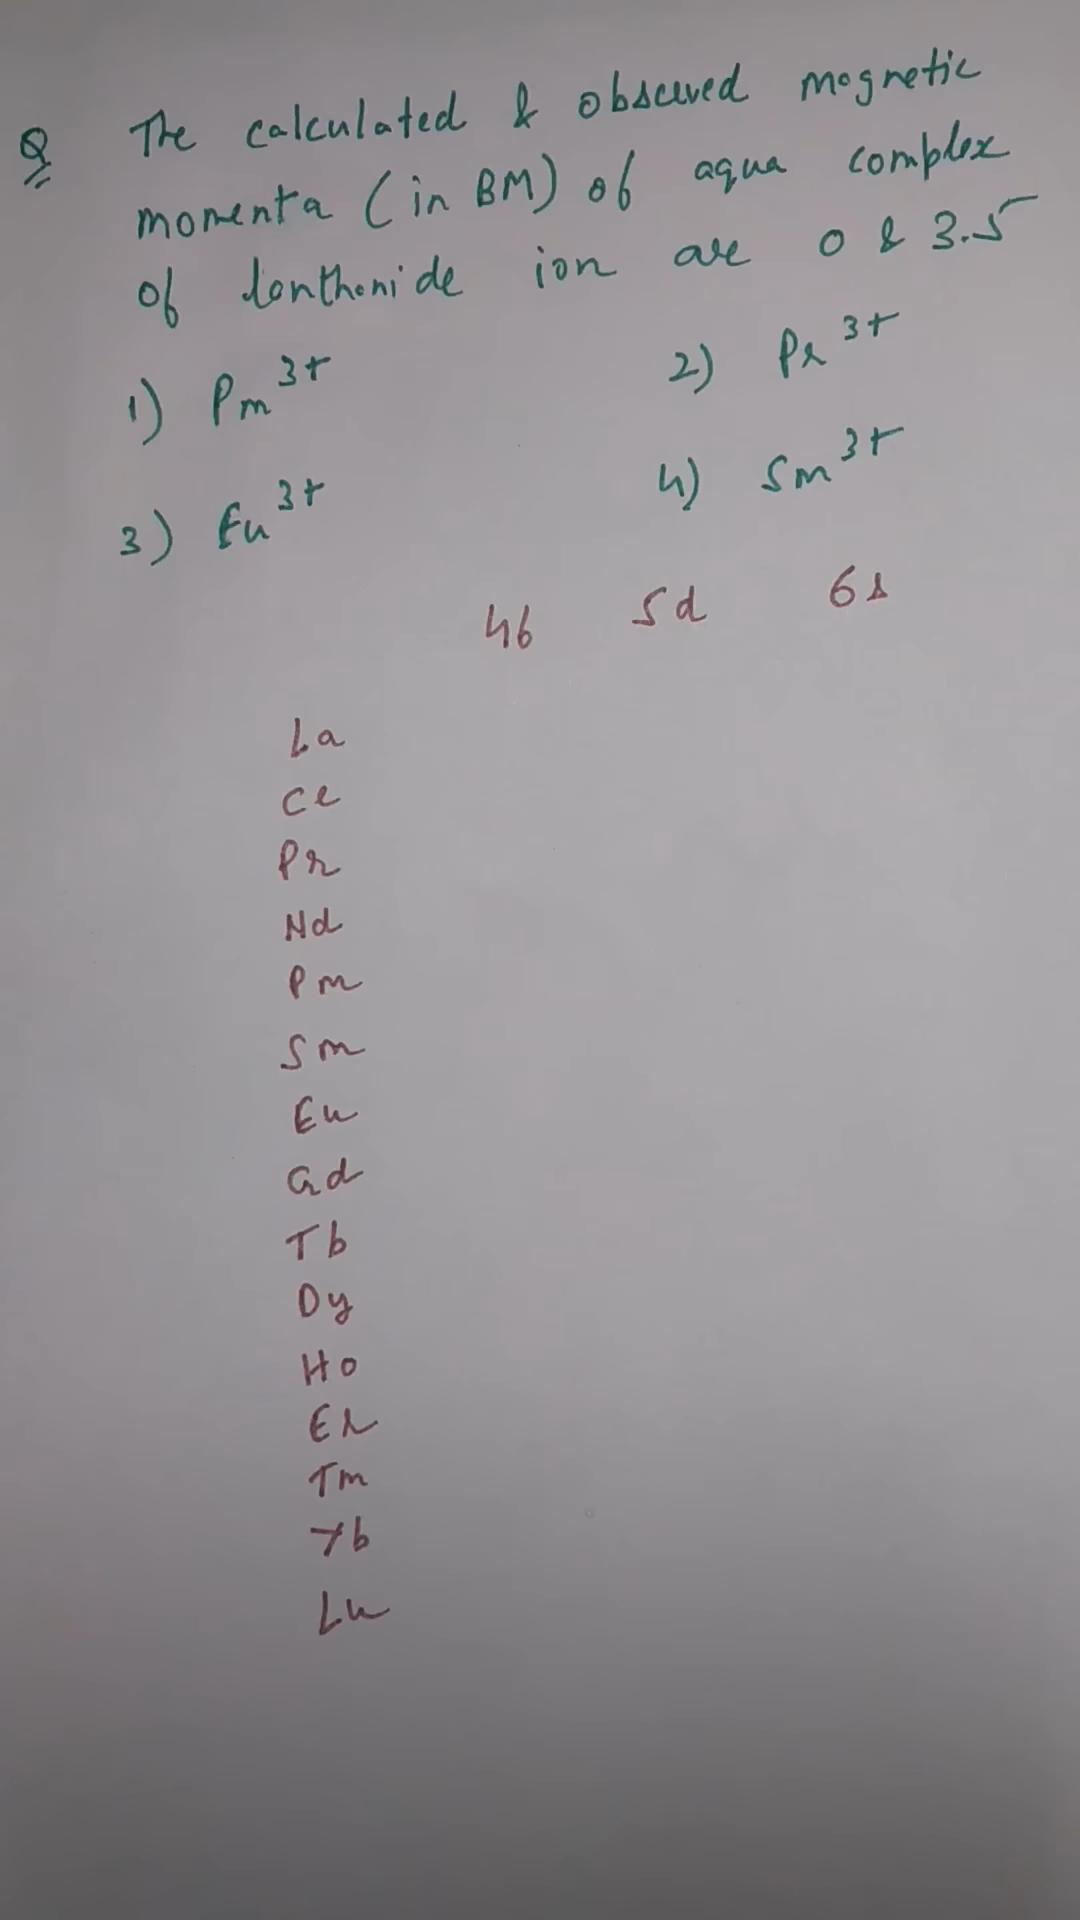 Q The calculated & observed magnetic
momenta (in BM) of aqua complex
of lanthanide ion are 0 & 3.5
1) Pm³⁺ 2) Pr³⁺
3) Eu³⁺ 4) Sm³⁺
4f 5d 6s
La
Ce
Pr
Nd
Pm
Sm
Eu
Gd
Tb
Dy
Ho
Er
Tm
Yb
Lu